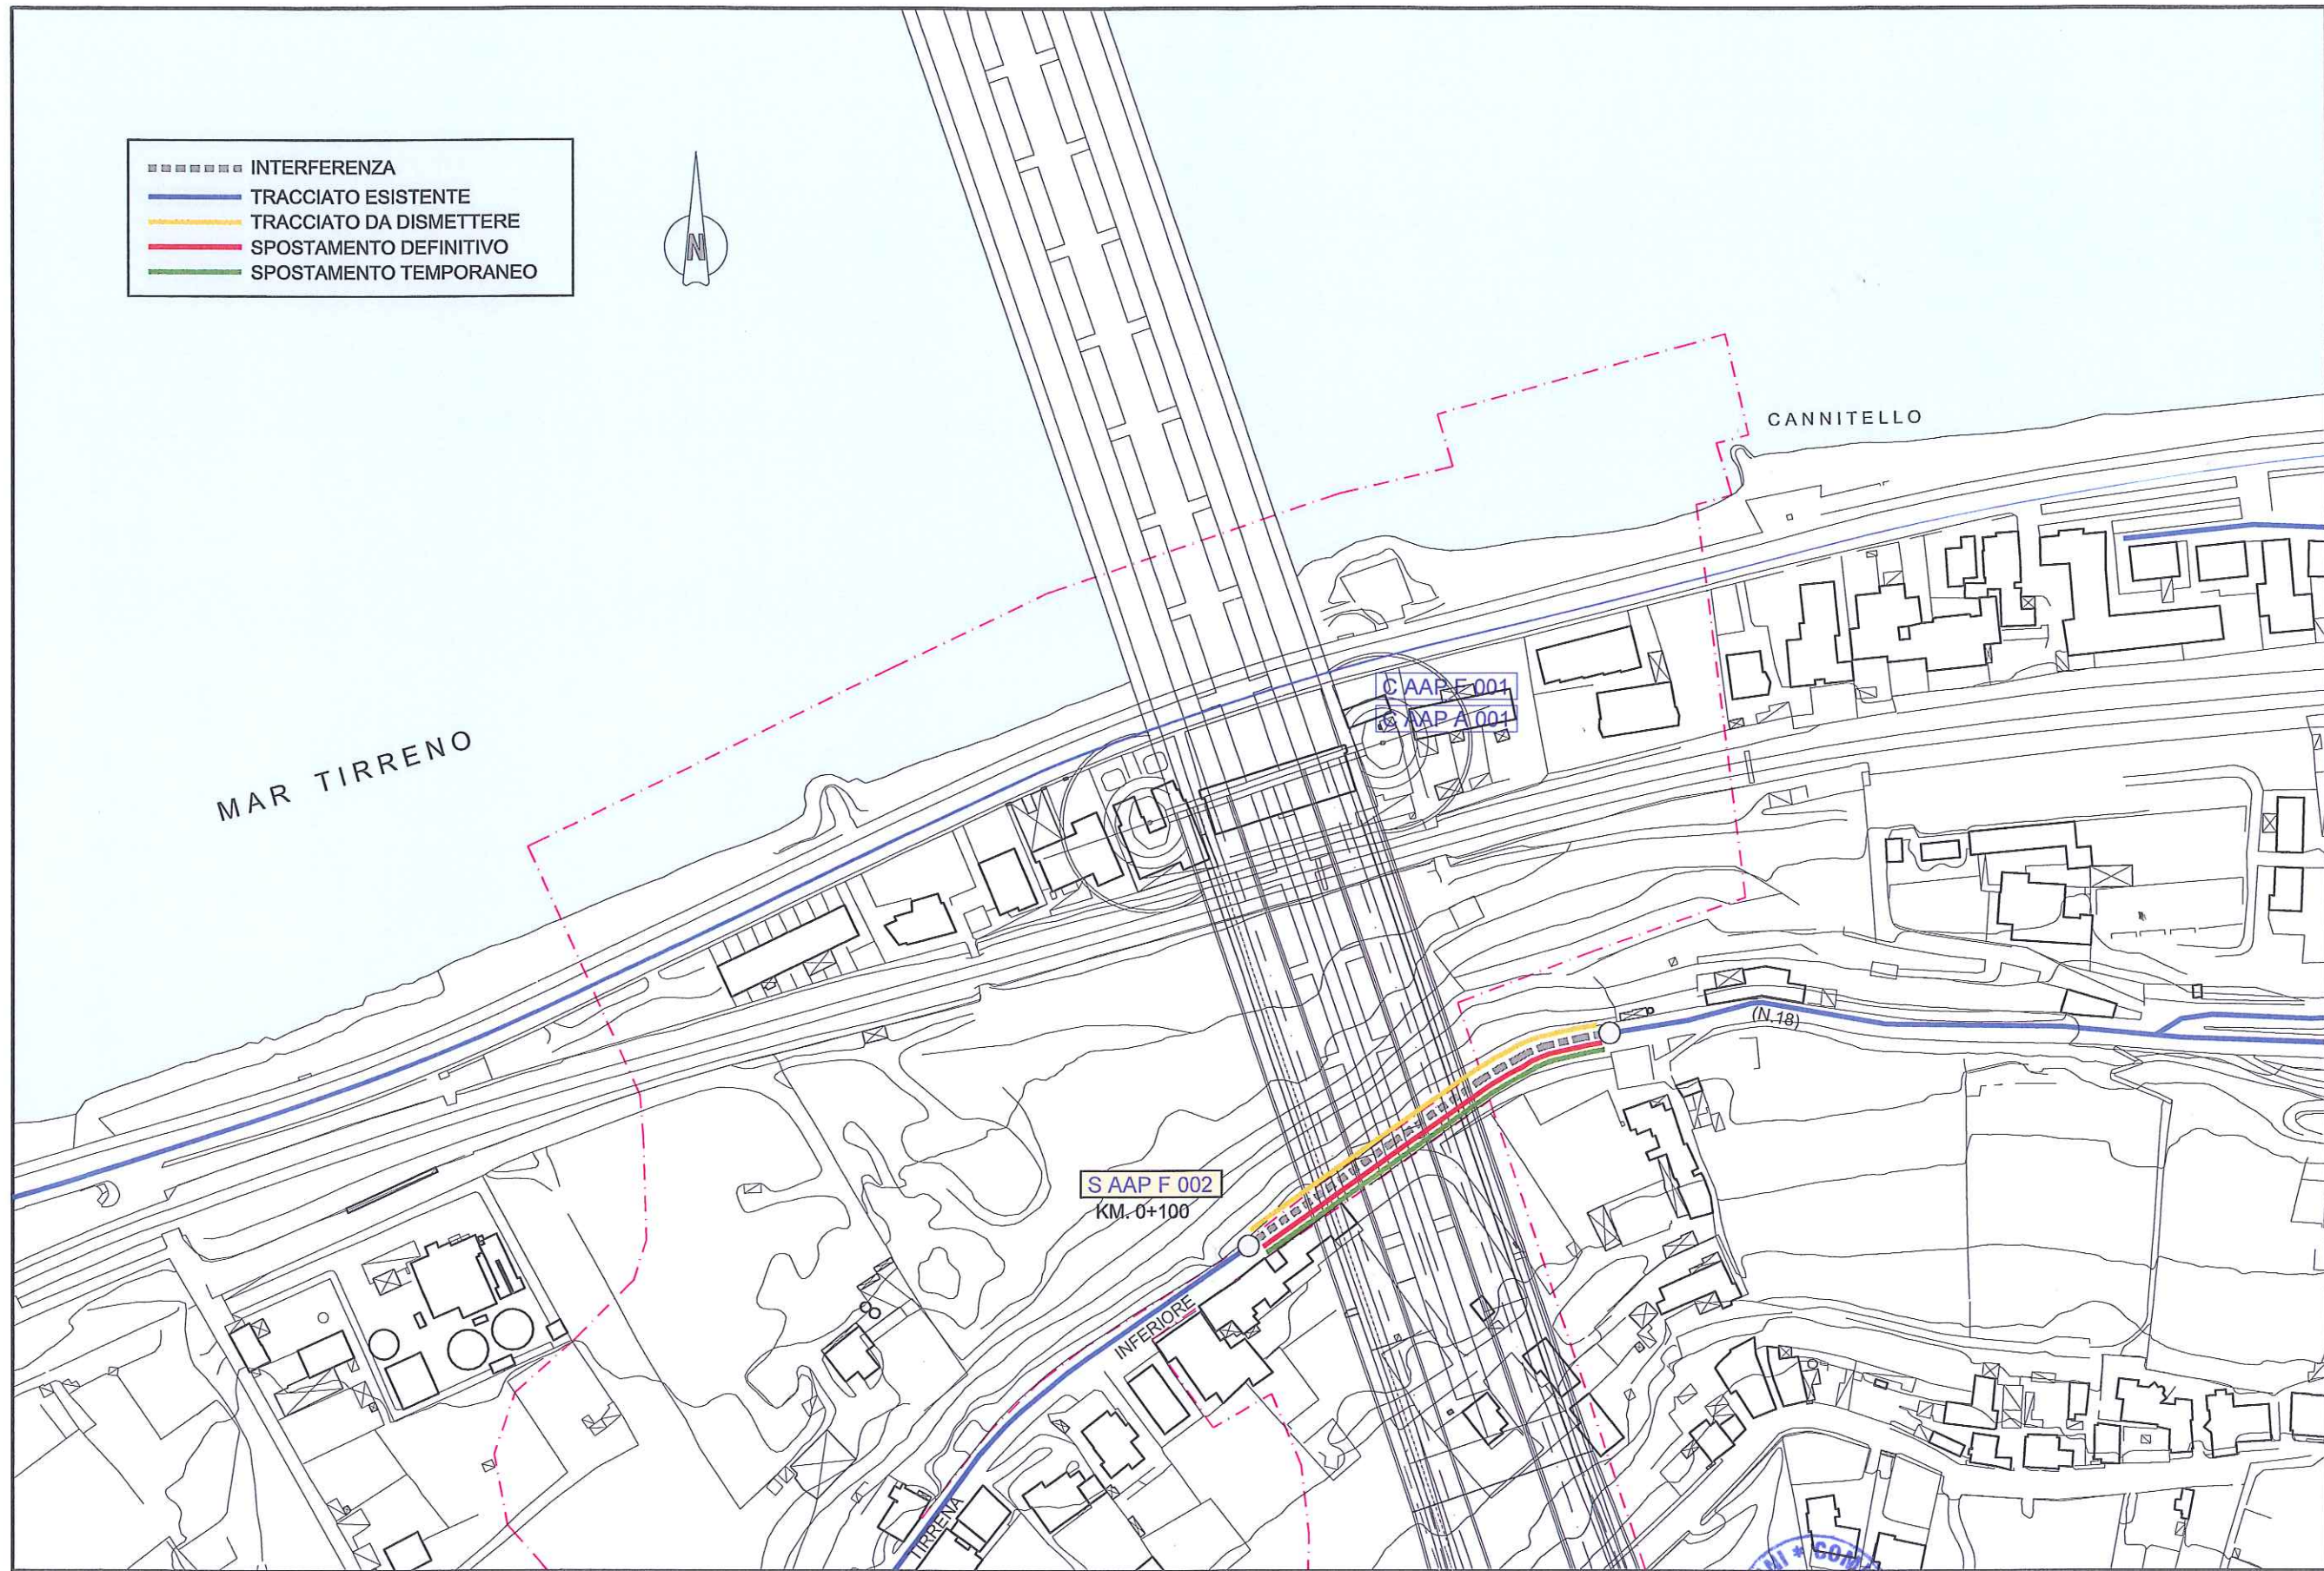 INTERFERENZA
TRACCIATO ESISTENTE
TRACCIATO DA DISMETTERE
SPOSTAMENTO DEFINITIVO
SPOSTAMENTO TEMPORANEO
N
CANNITELLO
C AAP F 001
C AAP A 001
MAR TIRRENO
(N.18)
S AAP F 002
KM. 0+100
INFERIORE
TIRRENA